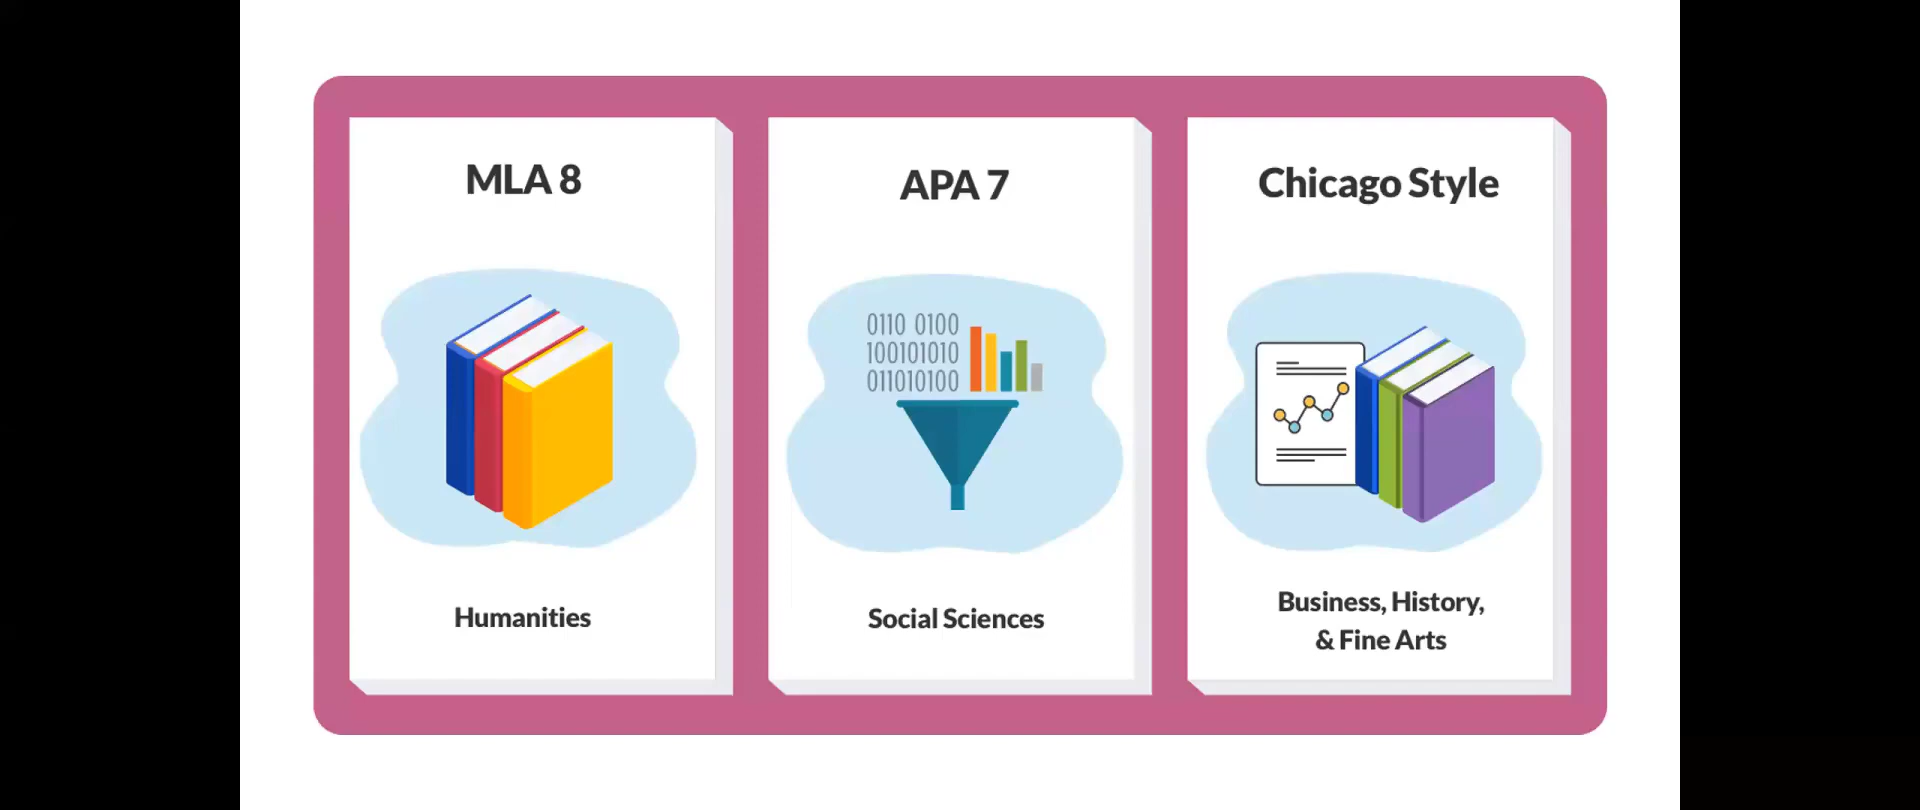 MLA 8
Humanities
APA 7
0110 0100
100101010
011010100
Social Sciences
Chicago Style
Business, History,
& Fine Arts